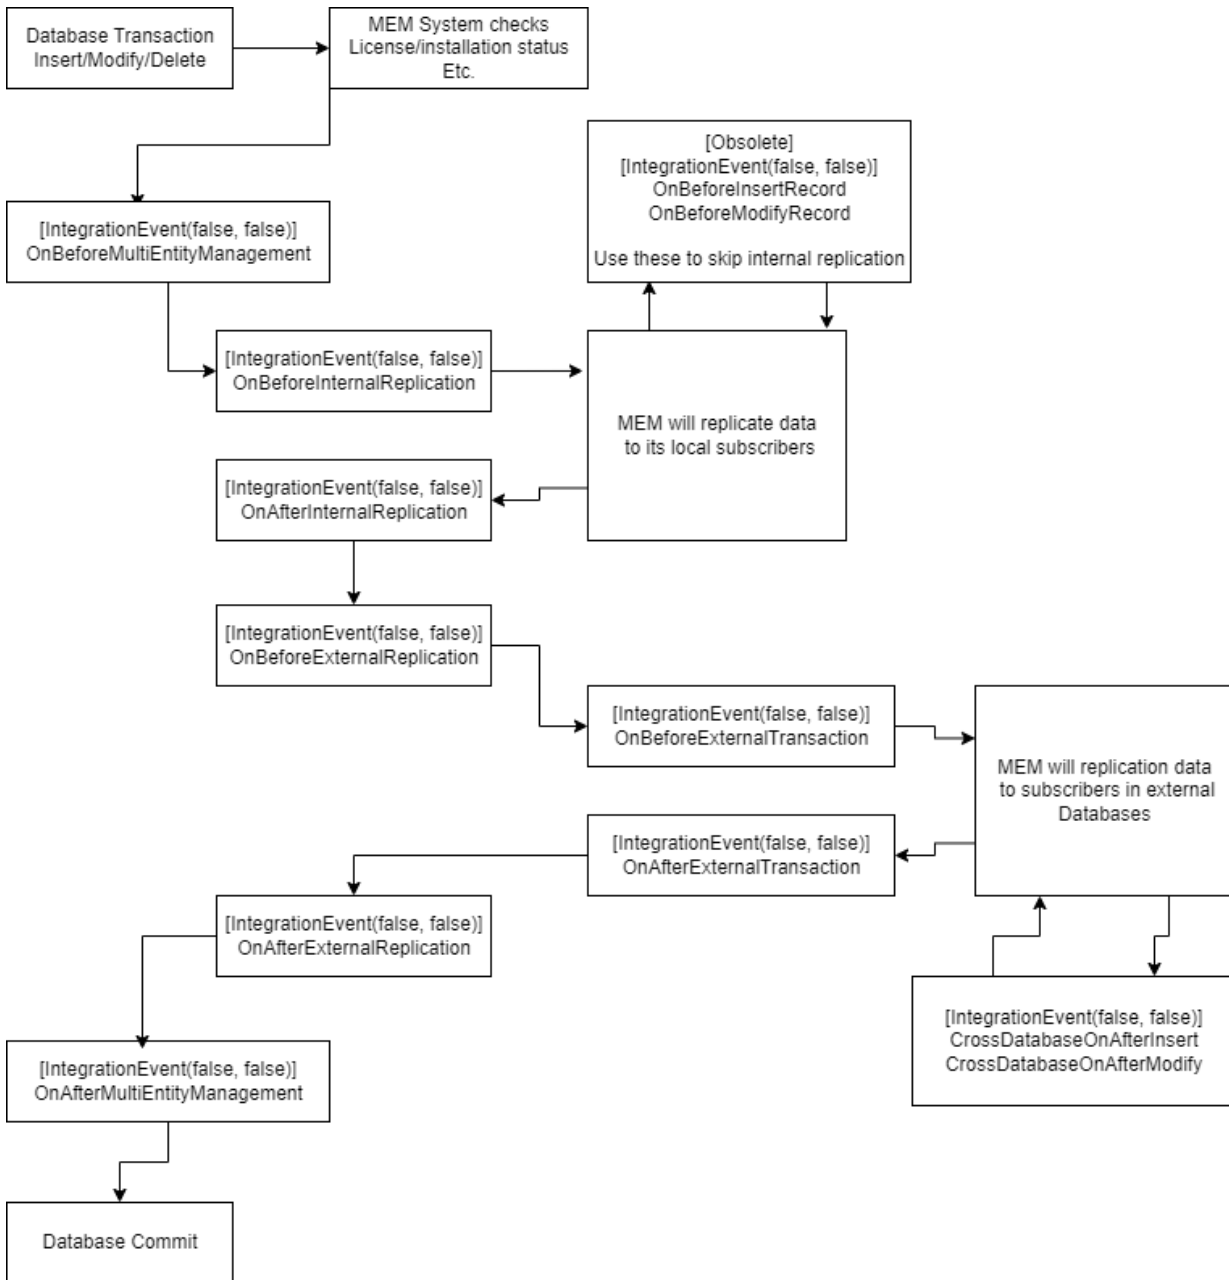 Database Transaction
Insert/Modify/Delete
MEM System checks
License/installation status
Etc.
[Obsolete]
[IntegrationEvent(false, false)]
OnBeforeInsertRecord
OnBeforeModifyRecord
Use these to skip internal replication
[IntegrationEvent(false, false)]
OnBeforeMultiEntityManagement
[IntegrationEvent(false, false)]
OnBeforeInternalReplication
MEM will replicate data
to its local subscribers
[IntegrationEvent(false, false)]
OnAfterInternalReplication
[IntegrationEvent(false, false)]
OnBeforeExternalReplication
[IntegrationEvent(false, false)]
OnBeforeExternalTransaction
MEM will replication data
to subscribers in external
Databases
[IntegrationEvent(false, false)]
OnAfterExternalTransaction
[IntegrationEvent(false, false)]
OnAfterExternalReplication
[IntegrationEvent(false, false)]
CrossDatabaseOnAfterInsert
CrossDatabaseOnAfterModify
[IntegrationEvent(false, false)]
OnAfterMultiEntityManagement
Database Commit